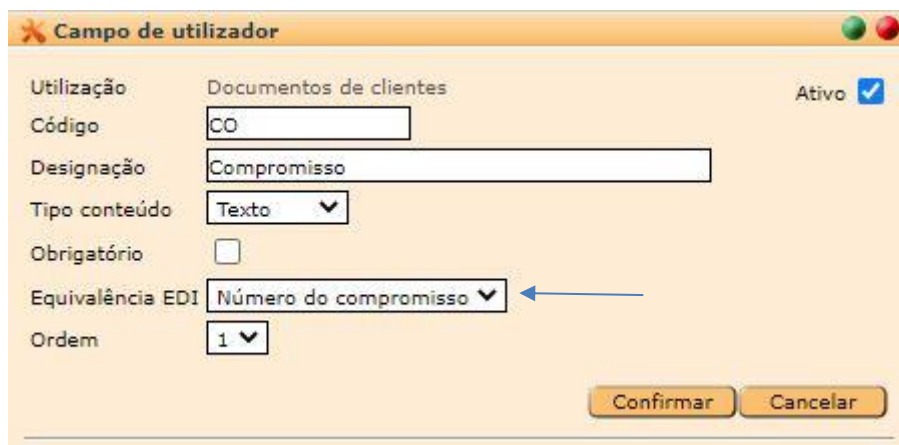 Campo de utilizador
Utilização Documentos de clientes Ativo
Código CO
Designação Compromisso
Tipo conteúdo Texto
Obrigatório
Equivalência EDI Número do compromisso
Ordem 1
Confirmar Cancelar